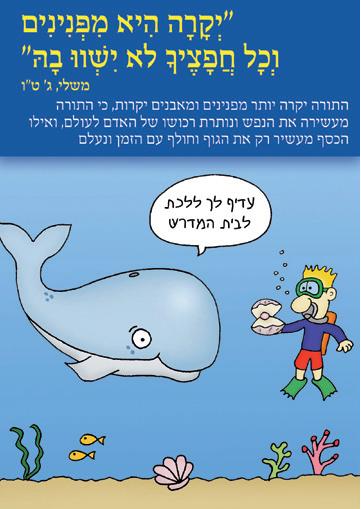 "יְקָרָה הִיא מִפְּנִינִים
וְכָל חֲפָצֶיךָ לֹא יִשְׁווּ בָהּ"
משלי, ג' ט"ו
התורה יקרה יותר מפנינים ומאבנים יקרות, כי התורה
מעשירה את הנפש ונותרת רכושו של האדם לעולם, ואילו
הכסף מעשיר רק את הגוף וחולף עם הזמן ונעלם
עדיף לך ללכת
לבית המדרש